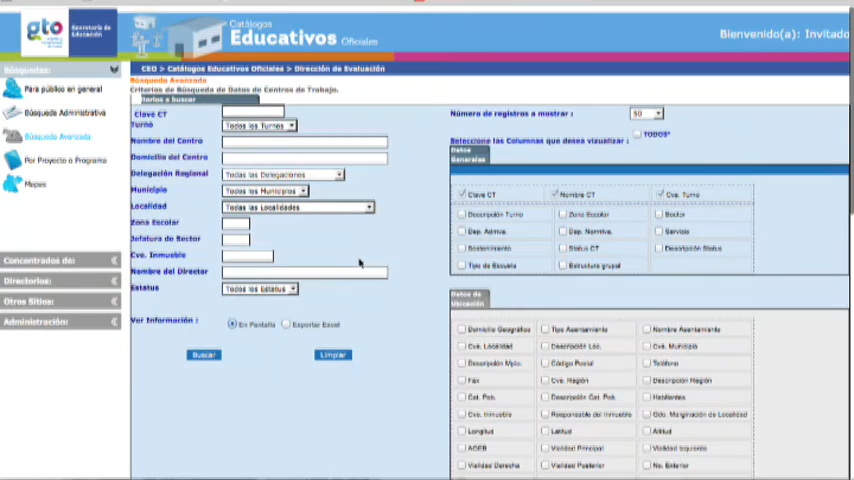 gto
Secretaría de
Educación
Catálogos
Educativos Oficiales
Bienvenido(a): Invitado
Búsquedas:
CEO > Catálogos Educativos Oficiales > Dirección de Evaluación
Búsqueda Avanzada
Criterios de Búsqueda de Datos de Centros de Trabajo.
Para público en general
Búsqueda Administrativa
Búsqueda Avanzada
Por Proyecto o Programa
Mapas
Concentrados de:
Directorios:
Otros Sitios:
Administración:
terios a buscar
Clave CT
Turno
Todos los Turnos
Nombre del Centro
Domicilio del Centro
Delegación Regional
Todas las Delegaciones
Municipio
Todos los Municipios
Localidad
Todas las Localidades
Zona Escolar
Jefatura de Sector
Cve. Inmueble
Nombre del Director
Estatus
Todos los Estatus
Ver Información :
En Pantalla
Exportar Excel
Buscar
Limpiar
Número de registros a mostrar :
50
Seleccione las Columnas que desea vizualizar :
TODOS*
Datos
Generales
Clave CT
Nombre CT
Cve. Turno
Descripción Turno
Zona Escolar
Sector
Dep. Admva.
Dep. Normva.
Servicio
Sostenimiento
Status CT
Descripción Status
Tipo de Escuela
Estructura grupal
Datos de
Ubicación
Domicilio Geográfico
Tipo Asentamiento
Nombre Asentamiento
Cve. Localidad
Descripción Loc.
Cve. Municipio
Descripción Mpio.
Código Postal
Teléfono
Fax
Cve. Región
Descripción Región
Cat. Pob.
Descripción Cat. Pob.
Habitantes
Cve. Inmueble
Responsable del Inmueble
Gdo. Marginación de Localidad
Longitud
Latitud
Altitud
AGEB
Vialidad Principal
Vialidad Izquierda
Vialidad Derecha
Vialidad Posterior
No. Exterior